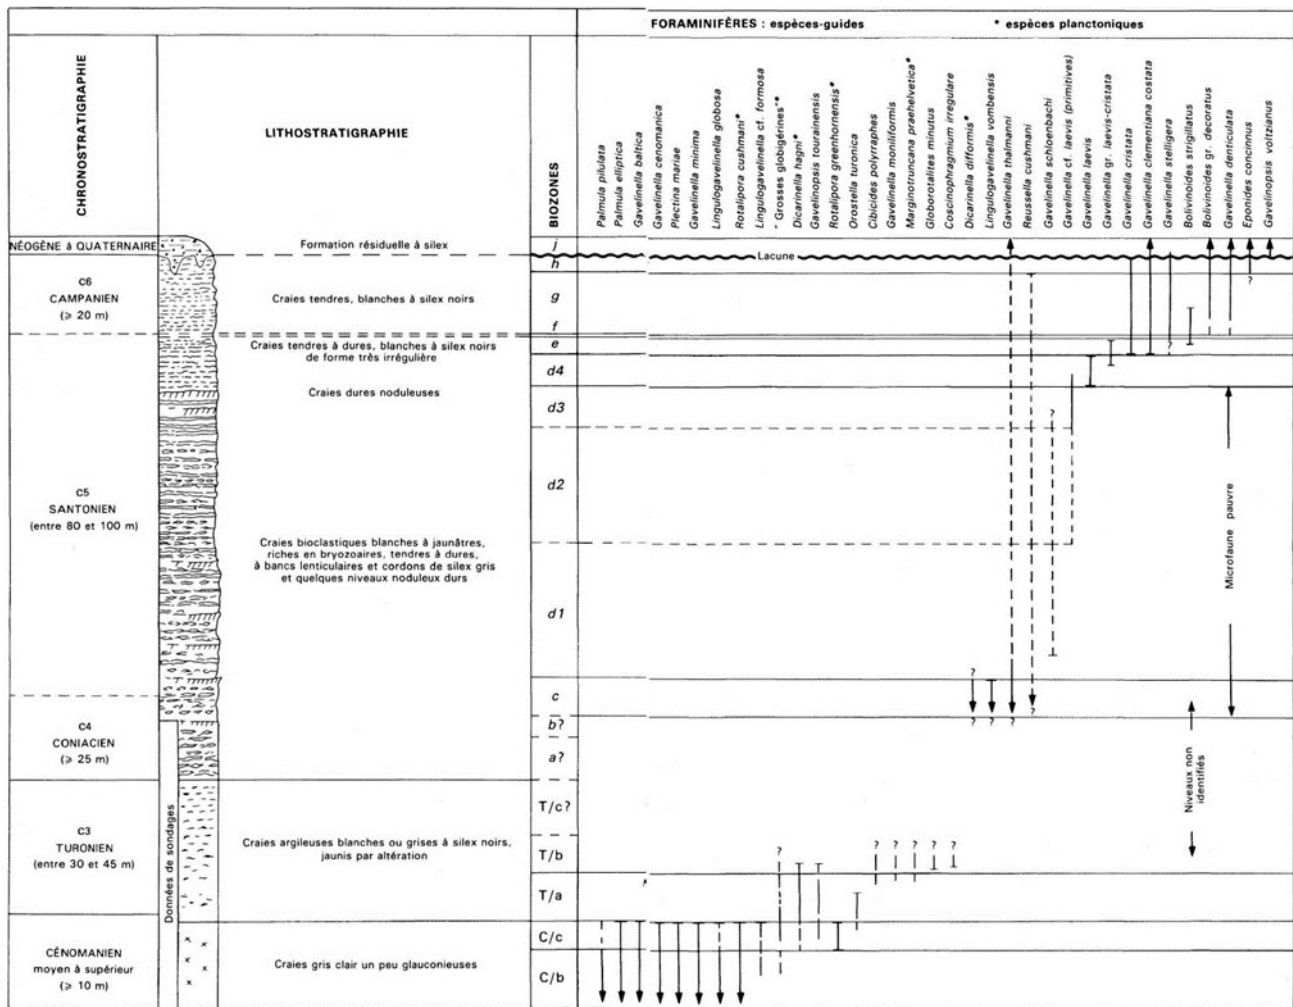 FORAMINIFÈRES : espèces-guides
* espèces planctoniques
CHRONOSTRATIGRAPHIE
LITHOSTRATIGRAPHIE
BIOZONES
Palmula pilulata
Palmula elliptica
Gavelinella baltica
Gavelinella cenomanica
Plectina mariae
Gavelinella minima
Lingulogavelinella globosa
Rotalipora cushmani*
Lingulogavelinella cf. formosa
"Grosses globigérines"*
Dicarinella hagni*
Gavelinopsis tourainensis
Rotalipora greenhornensis*
Orostella turonica
Cibicides polyrraphes
Gavelinella moniliformis
Marginotruncana praehelvetica*
Globorotalites minutus
Coscinophragmium irregulare
Dicarinella difformis*
Lingulogavelinella vombensis
Gavelinella thalmanni
Reussella cushmani
Gavelinella schloenbachi
Gavelinella cf. laevis (primitives)
Gavelinella laevis
Gavelinella gr. laevis-cristata
Gavelinella cristata
Gavelinella clementiana costata
Gavelinella stelligera
Bolivinoides strigillatus
Bolivinoides gr. decoratus
Gavelinella denticulata
Eponides concinus
Gavelinopsis voltzianus
NÉOGÈNE à QUATERNAIRE
Formation résiduelle à silex
j
Lacune
h
C6
CAMPANIEN
(⩾ 20 m)
Craies tendres, blanches à silex noirs
g
?
f
Craies tendres à dures, blanches à silex noirs
de forme très irrégulière
e
?
d4
Craies dures noduleuses
d3
?
d2
C5
SANTONIEN
(entre 80 et 100 m)
Craies bioclastiques blanches à jaunâtres,
riches en bryozoaires, tendres à dures,
à bancs lenticulaires et cordons de silex gris
et quelques niveaux noduleux durs
Microfaune pauvre
d1
?
c
?
C4
CONIACIEN
(⩾ 25 m)
b?
? ? ?
a?
Niveaux non
identifiés
Données de sondages
T/c?
C3
TURONIEN
(entre 30 et 45 m)
Craies argileuses blanches ou grises à silex noirs,
jaunis par altération
T/b
? ? ? ? ? ?
T/a
C/c
CÉNOMANIEN
moyen à supérieur
(⩾ 10 m)
Craies gris clair un peu glauconieuses
C/b